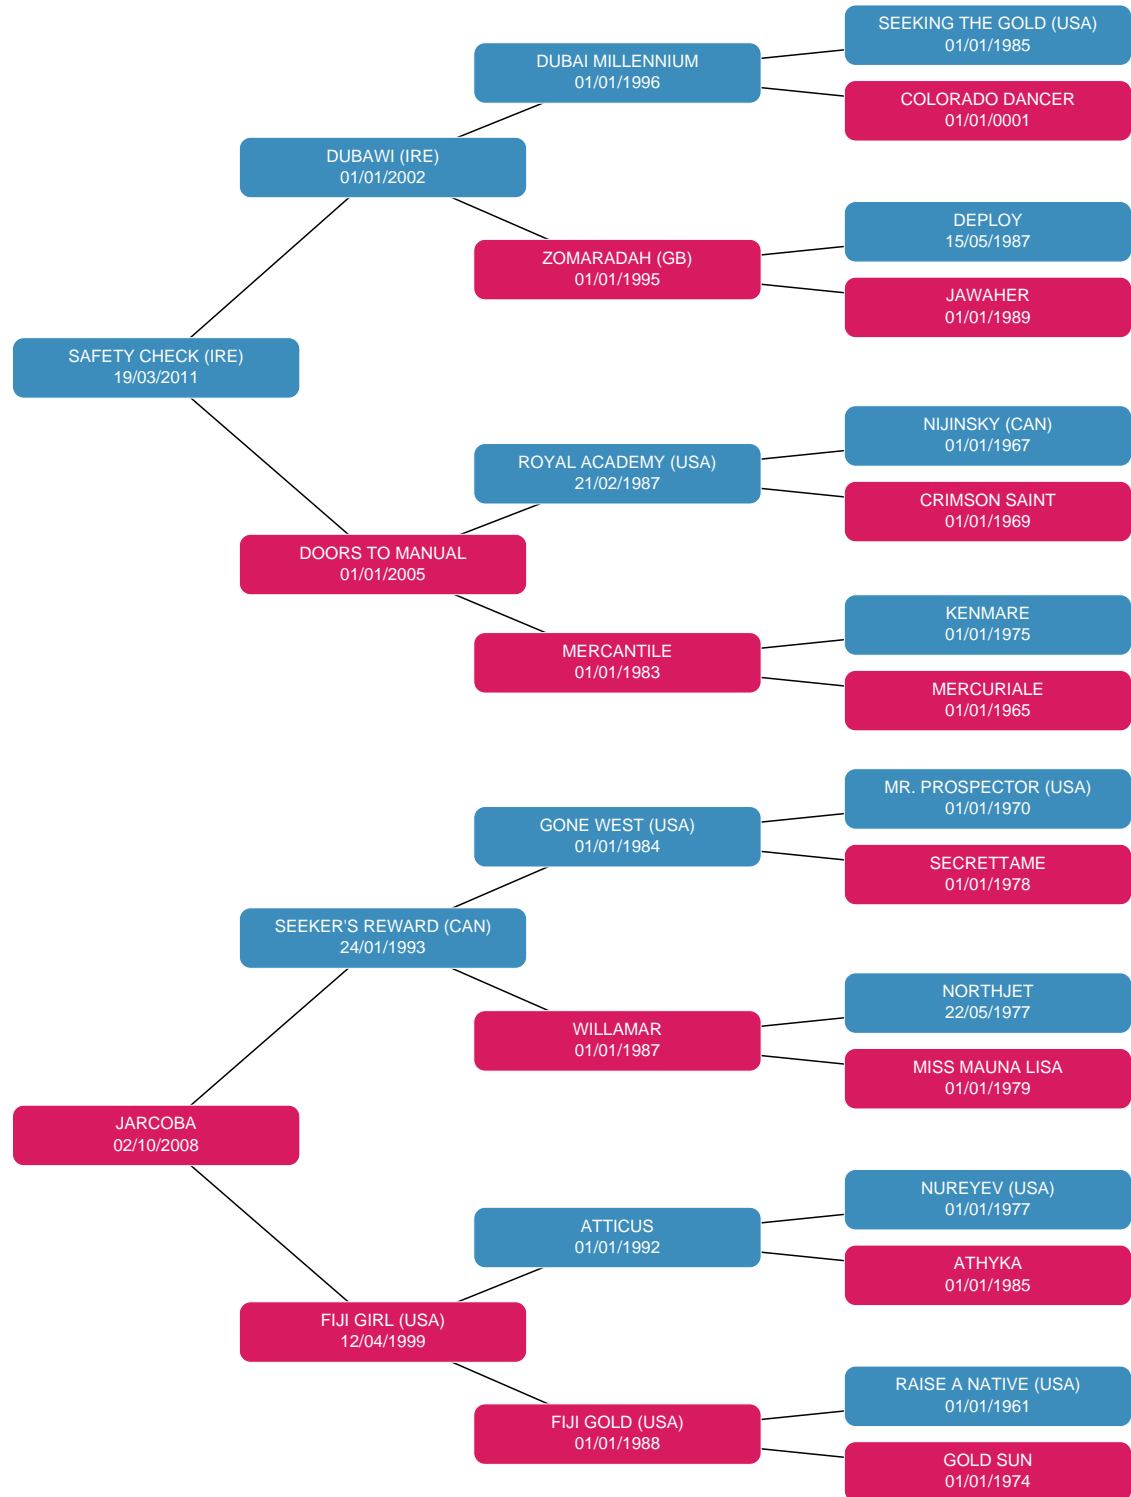 SEEKING THE GOLD (USA)
01/01/1985
DUBAI MILLENNIUM
01/01/1996
COLORADO DANCER
01/01/0001
DUBAWI (IRE)
01/01/2002
DEPLOY
15/05/1987
ZOMARADAH (GB)
01/01/1995
JAWAHER
01/01/1989
SAFETY CHECK (IRE)
19/03/2011
NIJINSKY (CAN)
01/01/1967
ROYAL ACADEMY (USA)
21/02/1987
CRIMSON SAINT
01/01/1969
DOORS TO MANUAL
01/01/2005
KENMARE
01/01/1975
MERCANTILE
01/01/1983
MERCURIALE
01/01/1965
MR. PROSPECTOR (USA)
01/01/1970
GONE WEST (USA)
01/01/1984
SECRETTAME
01/01/1978
SEEKER'S REWARD (CAN)
24/01/1993
NORTHJET
22/05/1977
WILLAMAR
01/01/1987
MISS MAUNA LISA
01/01/1979
JARCOBA
02/10/2008
NUREYEV (USA)
01/01/1977
ATTICUS
01/01/1992
ATHYKA
01/01/1985
FIJI GIRL (USA)
12/04/1999
RAISE A NATIVE (USA)
01/01/1961
FIJI GOLD (USA)
01/01/1988
GOLD SUN
01/01/1974